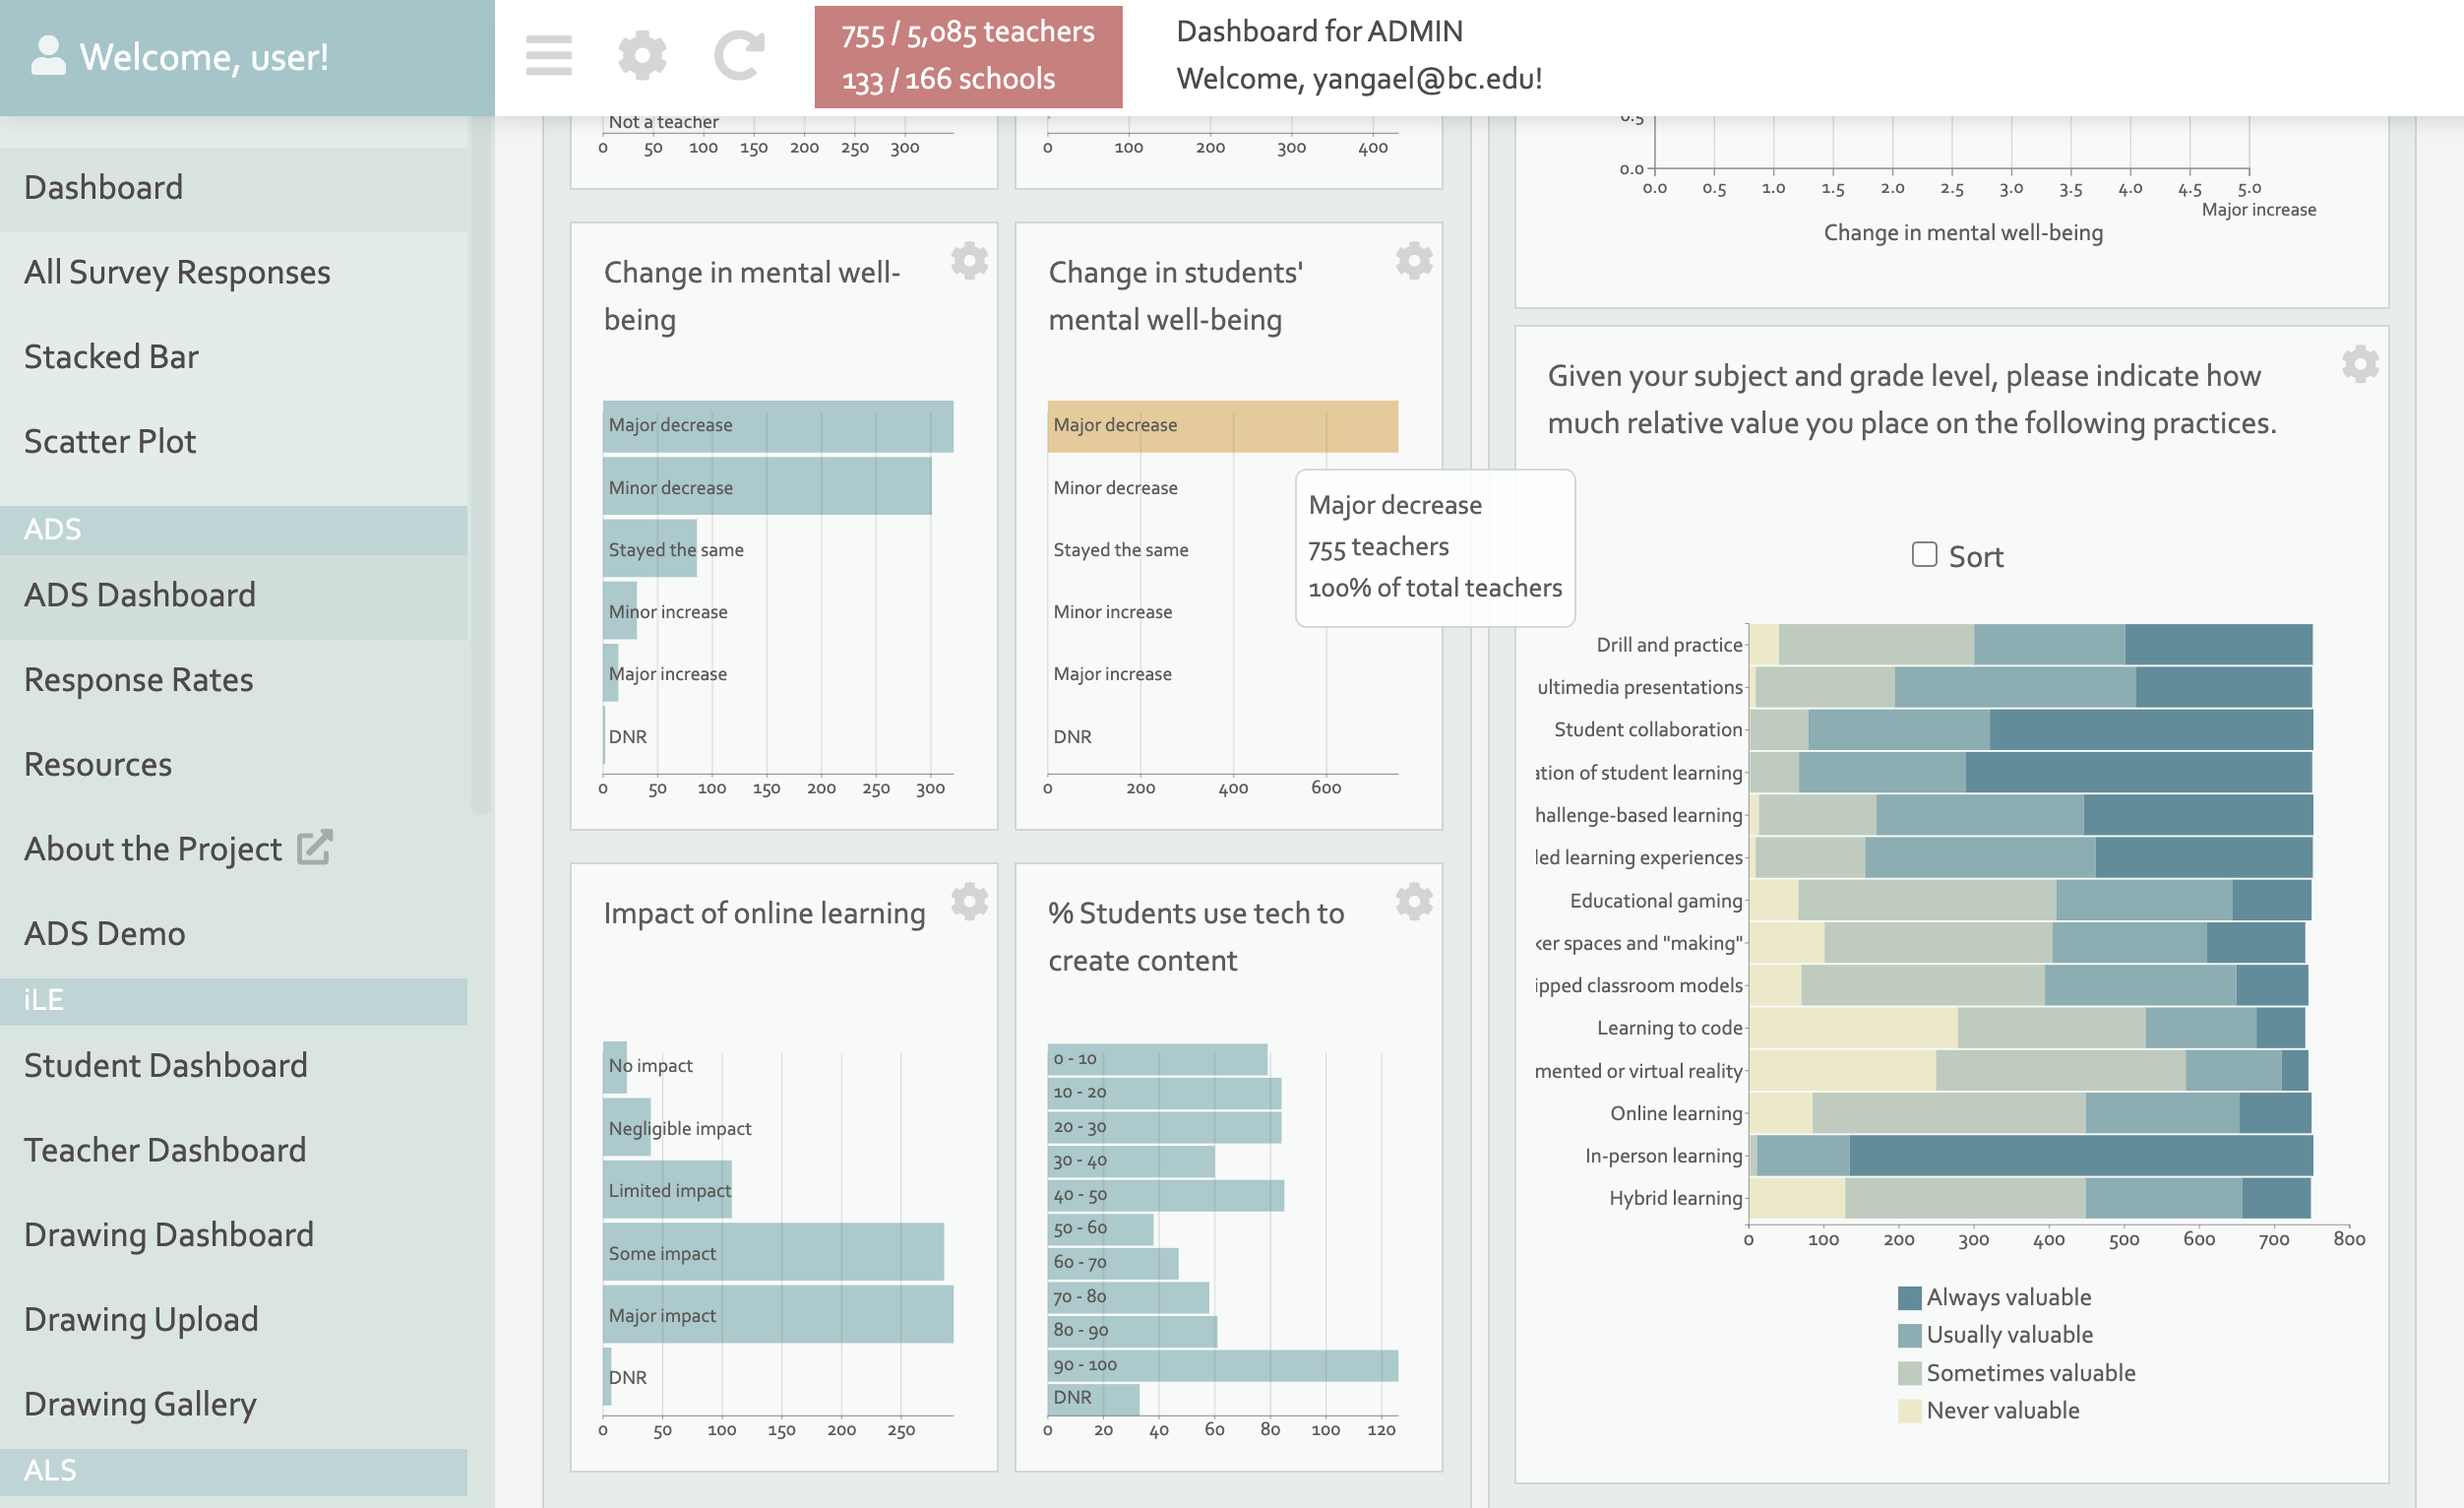 Welcome, user!
755 / 5,085 teachers
133 / 166 schools
Dashboard for ADMIN
Welcome, yangael@bc.edu!
Dashboard
All Survey Responses
Stacked Bar
Scatter Plot
ADS
ADS Dashboard
Response Rates
Resources
About the Project
ADS Demo
iLE
Student Dashboard
Teacher Dashboard
Drawing Dashboard
Drawing Upload
Drawing Gallery
ALS
Not a teacher
0 50 100 150 200 250 300
0 100 200 300 400
0.5
0.0
0.0 0.5 1.0 1.5 2.0 2.5 3.0 3.5 4.0 4.5 5.0
Major increase
Change in mental well-being
Change in mental well-
being
Major decrease
Minor decrease
Stayed the same
Minor increase
Major increase
DNR
0 50 100 150 200 250 300
Change in students'
mental well-being
Major decrease
Minor decrease
Stayed the same
Minor increase
Major increase
DNR
0 200 400 600
Major decrease
755 teachers
100% of total teachers
Impact of online learning
No impact
Negligible impact
Limited impact
Some impact
Major impact
DNR
0 50 100 150 200 250
% Students use tech to
create content
0 - 10
10 - 20
20 - 30
30 - 40
40 - 50
50 - 60
60 - 70
70 - 80
80 - 90
90 - 100
DNR
0 20 40 60 80 100 120
Given your subject and grade level, please indicate how
much relative value you place on the following practices.
Sort
Drill and practice
ultimedia presentations
Student collaboration
ation of student learning
hallenge-based learning
led learning experiences
Educational gaming
ker spaces and "making"
ipped classroom models
Learning to code
mented or virtual reality
Online learning
In-person learning
Hybrid learning
0 100 200 300 400 500 600 700 800
Always valuable
Usually valuable
Sometimes valuable
Never valuable